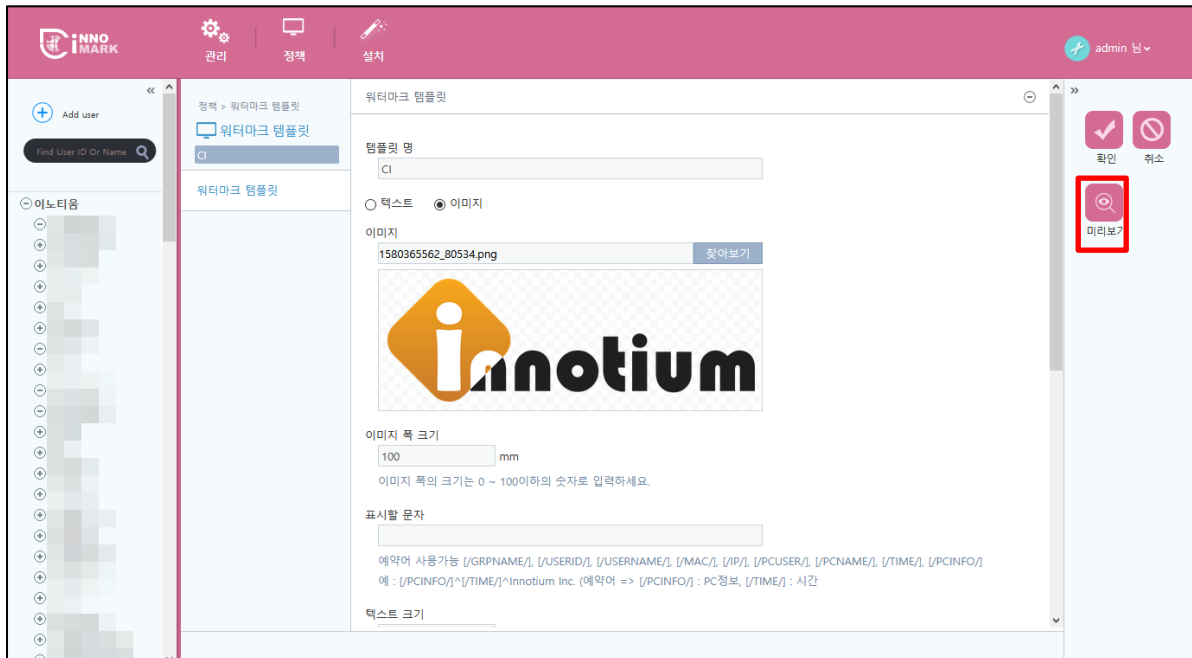 iNNO
MARK
관리
정책
설치
admin 님
Add user
Find User ID Or Name
이노티움
정책 > 워터마크 템플릿
워터마크 템플릿
CI
워터마크 템플릿
워터마크 템플릿
템플릿 명
CI
텍스트
이미지
이미지
1580365562_80534.png
찾아보기
innotium
이미지 폭 크기
100
mm
이미지 폭의 크기는 0 ~ 100이하의 숫자로 입력하세요.
표시할 문자
예약어 사용가능 [/GRPNAME/], [/USERID/], [/USERNAME/], [/MAC/], [/IP/], [/PCUSER/], [/PCNAME/], [/TIME/], [/PCINFO/]
예 : [/PCINFO/]^[/TIME/]^Innotium Inc. (예약어 => [/PCINFO/] : PC정보, [/TIME/] : 시간
텍스트 크기
확인
취소
미리보기